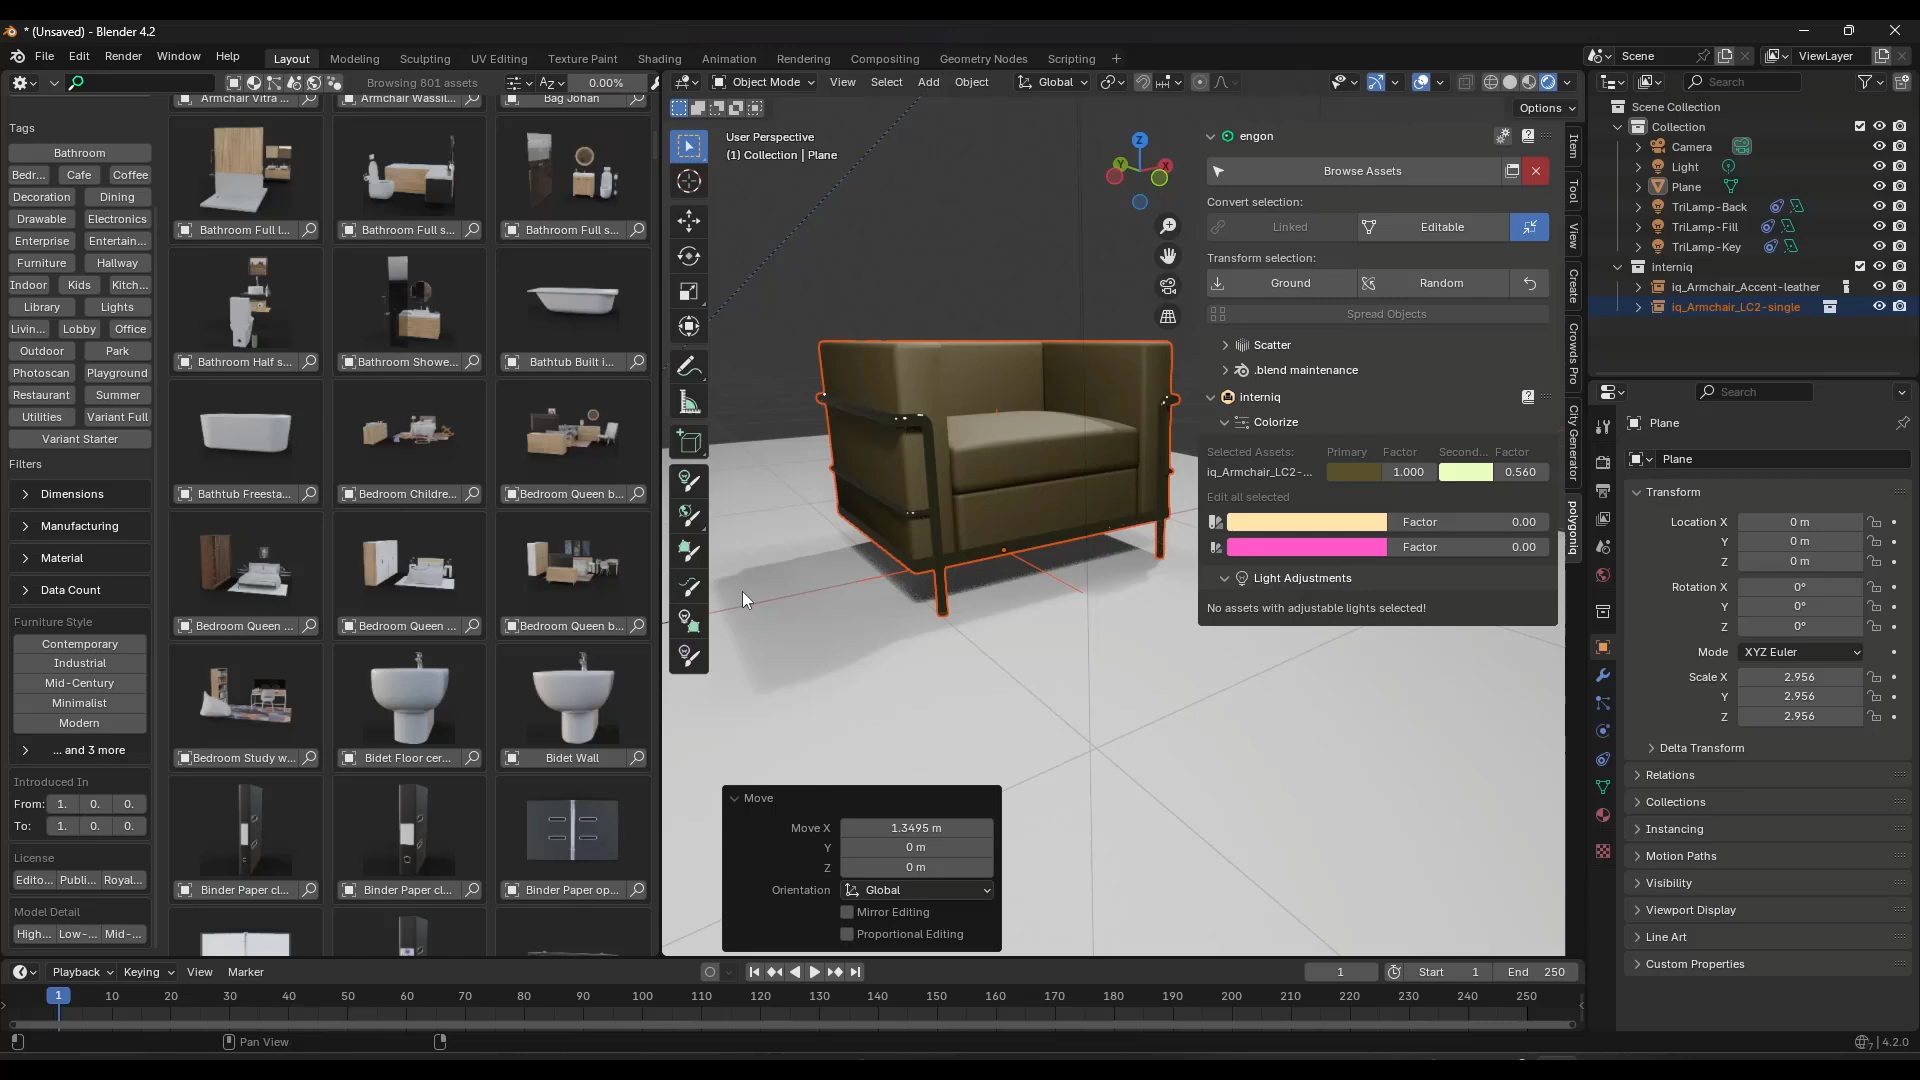 * (Unsaved) - Blender 4.2
File Edit Render Window Help
Layout Modeling Sculpting UV Editing Texture Paint Shading Animation Rendering Compositing Geometry Nodes Scripting +
Scene
ViewLayer
Browsing 801 assets
0.00%
Object Mode View Select Add Object
Global
Search
Options
Armchair Vitra ...
Armchair Wassil...
Bag Johan
Tags
Bathroom
Bedr... Cafe Coffee
Decoration Dining
Drawable Electronics
Enterprise Entertain...
Furniture Hallway
Indoor Kids Kitch...
Library Lights
Livin... Lobby Office
Outdoor Park
Photoscan Playground
Restaurant Summer
Utilities Variant Full
Variant Starter
Filters
Dimensions
Manufacturing
Material
Data Count
Furniture Style
Contemporary
Industrial
Mid-Century
Minimalist
Modern
... and 3 more
Introduced In
From: 1. 0. 0.
To: 1. 0. 0.
License
Edito... Publi... Royal...
Model Detail
High... Low-... Mid-...
Bathroom Full l...
Bathroom Full s...
Bathroom Full s...
Bathroom Half s...
Bathroom Showe...
Bathtub Built i...
Bathtub Freesta...
Bedroom Childre...
Bedroom Queen b...
Bedroom Queen ...
Bedroom Queen ...
Bedroom Queen b...
Bedroom Study w...
Bidet Floor cer...
Bidet Wall
Binder Paper cl...
Binder Paper cl...
Binder Paper op...
User Perspective
(1) Collection | Plane
Z
Y
X
engon
Browse Assets
Convert selection:
Linked Editable
Transform selection:
Ground Random
Spread Objects
Scatter
.blend maintenance
interniq
Colorize
Selected Assets: Primary Factor Second... Factor
iq_Armchair_LC2-... 1.000 0.560
Edit all selected
Factor 0.00
Factor 0.00
Light Adjustments
No assets with adjustable lights selected!
Item
Tool
View
Create
Crowds Pro
City Generator
polygoniq
Move
Move X 1.3495 m
Y 0 m
Z 0 m
Orientation Global
Mirror Editing
Proportional Editing
Scene Collection
Collection
Camera
Light
Plane
TriLamp-Back
TriLamp-Fill
TriLamp-Key
interniq
iq_Armchair_Accent-leather
iq_Armchair_LC2-single
Search
Plane
Plane
Transform
Location X 0 m
Y 0 m
Z 0 m
Rotation X 0°
Y 0°
Z 0°
Mode XYZ Euler
Scale X 2.956
Y 2.956
Z 2.956
Delta Transform
Relations
Collections
Instancing
Motion Paths
Visibility
Viewport Display
Line Art
Custom Properties
Playback Keying View Marker
1
Start 1
End 250
1 10 20 30 40 50 60 70 80 90 100 110 120 130 140 150 160 170 180 190 200 210 220 230 240 250
Pan View
7 | 4.2.0